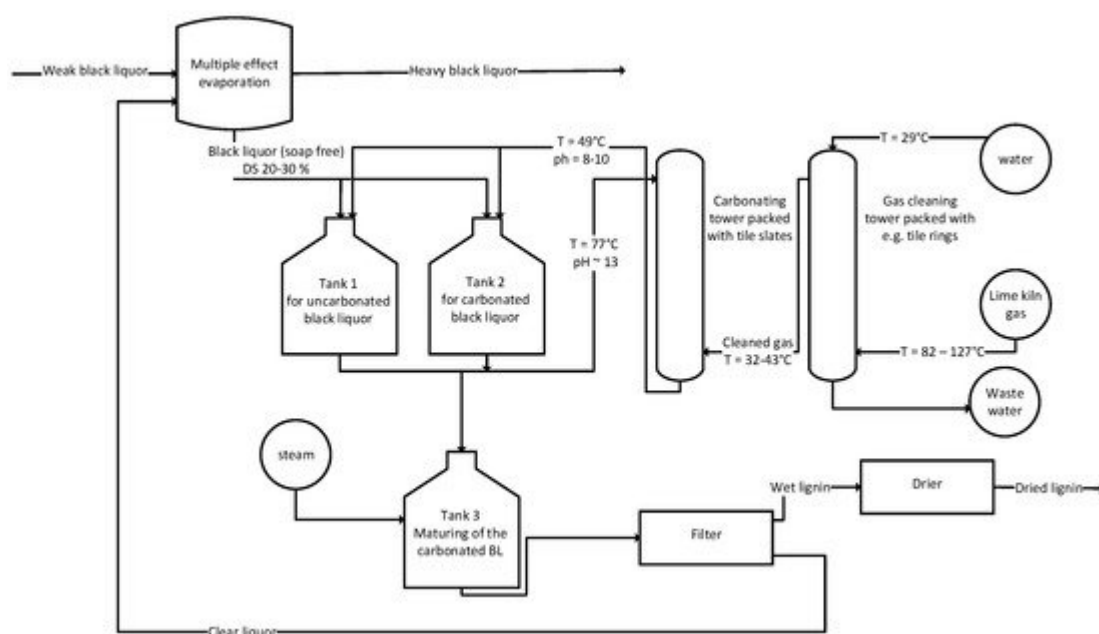 Multiple effect
evaporation
Weak black liquor
Heavy black liquor
Black liquor (soap free)
DS 20-30 %
T = 49°C
ph = 8-10
T = 29°C
water
Carbonating
tower packed
with tile slates
Gas cleaning
tower packed with
e.g. tile rings
T = 77°C
pH ~ 13
Tank 1
for uncarbonated
black liquor
Tank 2
for carbonated
black liquor
Lime kiln
gas
Cleaned gas
T = 32-43°C
T = 82 – 127°C
Waste
water
steam
Tank 3
Maturing of the
carbonated BL
Filter
Wet lignin
Drier
Dried lignin
Clear liquor